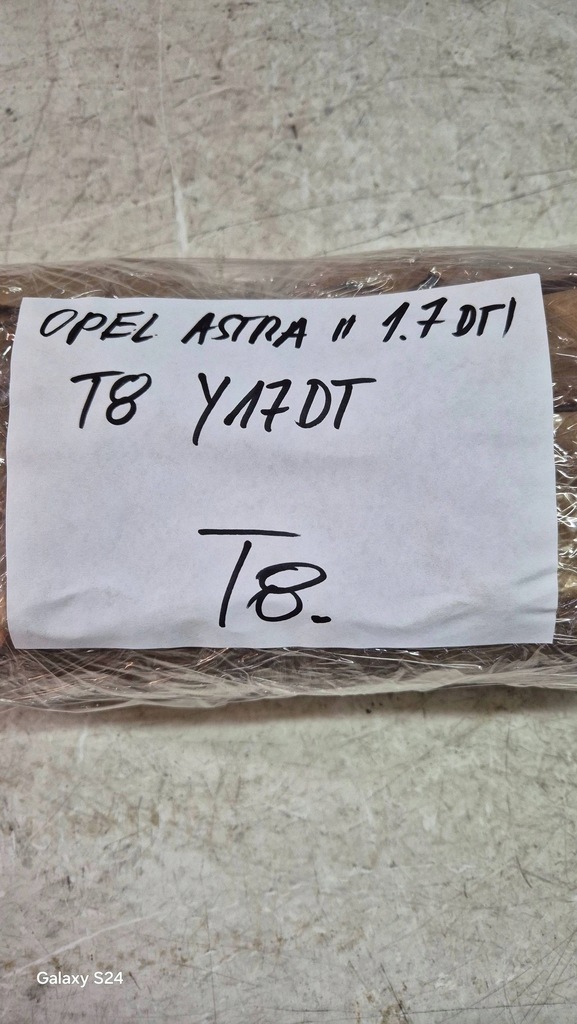 OPEL ASTRA II 1.7 DTI
T8 Y17DT
T8.
Galaxy S24